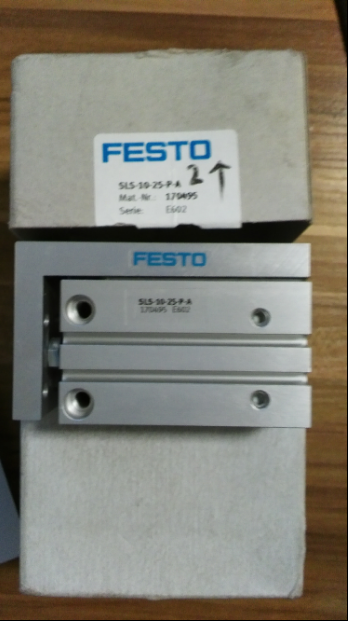 FESTO
SLS-10-25-P-A
2↑
Mat.-Nr.: 170495
Serie: E602
FESTO
SLS-10-25-P-A
170495 E602